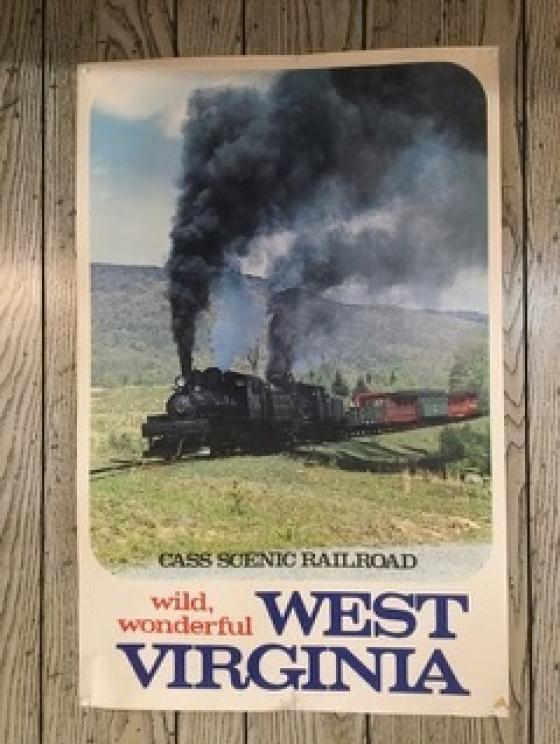 CASS SCENIC RAILROAD
wild, WEST
wonderful
VIRGINIA